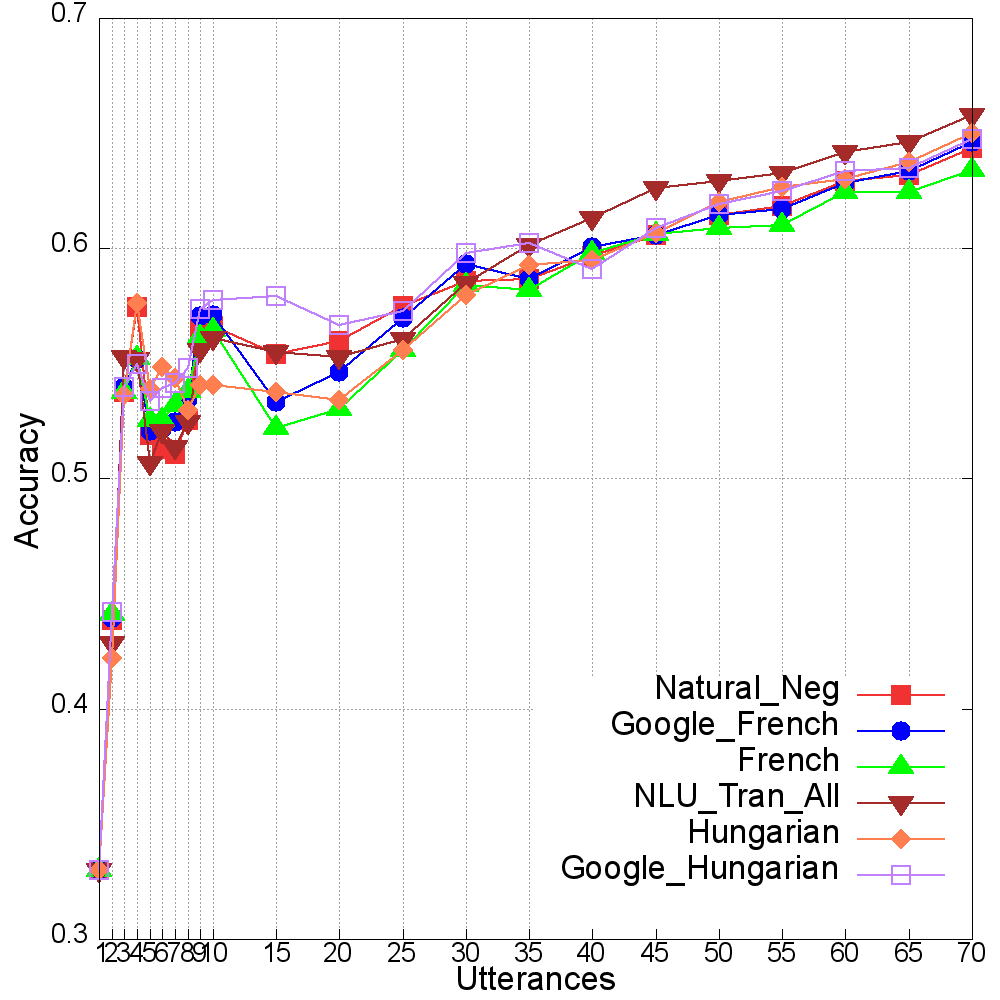 0.7
0.6
0.5
0.4
0.3
Accuracy
Natural_Neg
Google_French
French
NLU_Tran_All
Hungarian
Google_Hungarian
1 2 3 4 5 6 7 8 9 10 15 20 25 30 35 40 45 50 55 60 65 70
Utterances